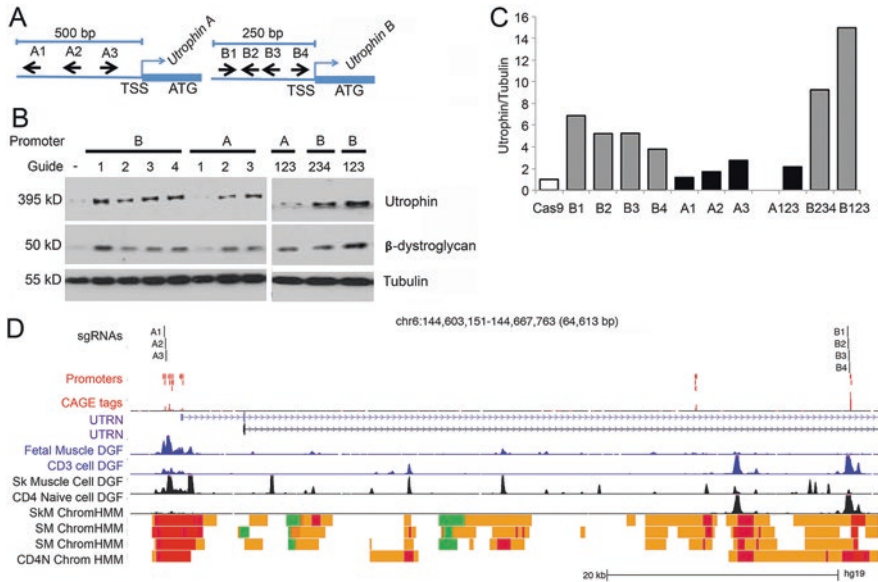 A
500 bp
A1 A2 A3
Utrophin A
TSS ATG
250 bp
B1 B2 B3 B4
Utrophin B
TSS ATG
B
Promoter B A A B B
Guide - 1 2 3 4 1 2 3 123 234 123
395 kD Utrophin
50 kD β-dystroglycan
55 kD Tubulin
C
Utrophin/Tubulin
16
14
12
10
8
6
4
2
0
Cas9 B1 B2 B3 B4 A1 A2 A3 A123 B234 B123
D
chr6:144,603,151-144,667,763 (64,613 bp)
sgRNAs
A1
A2
A3
B1
B2
B3
B4
Promoters
CAGE tags
UTRN
UTRN
Fetal Muscle DGF
CD3 cell DGF
Sk Muscle Cell DGF
CD4 Naive cell DGF
SkM ChromHMM
SM ChromHMM
SM ChromHMM
CD4N Chrom HMM
20 kb
hg19